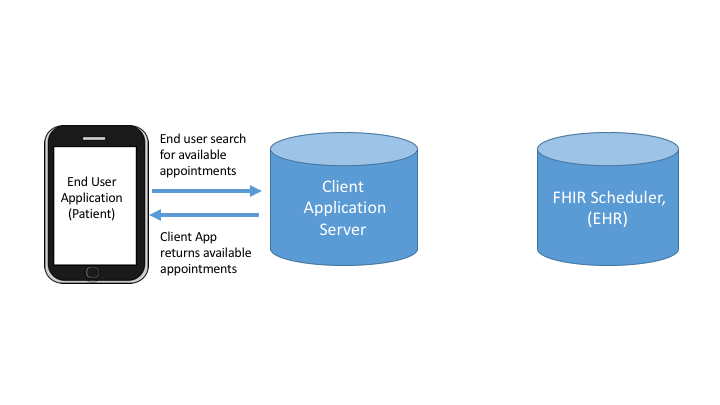 End User
Application
(Patient)
End user search
for available
appointments
Client App
returns available
appointments
Client
Application
Server
FHIR Scheduler,
(EHR)